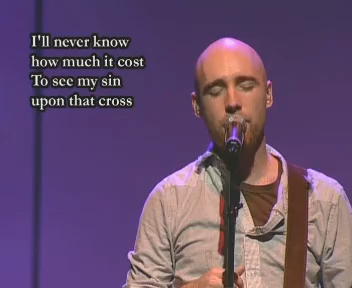 I'll never know
how much it cost
To see my sin
upon that cross